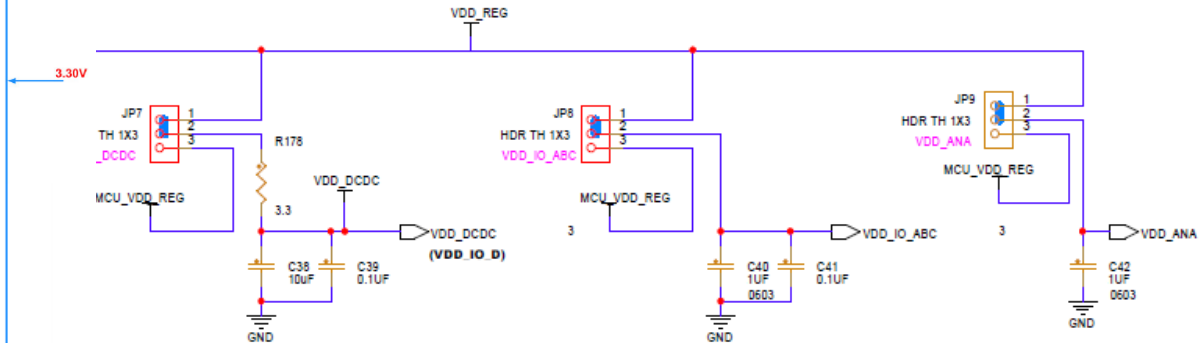 VDD_REG
3.30V
JP7
1
2
3
TH 1X3
_DCDC
R178
3.3
MCU_VDD_REG
VDD_DCDC
VDD_DCDC
(VDD_IO_D)
C38
10uF
C39
0.1UF
GND
JP8
1
2
3
HDR TH 1X3
VDD_IO_ABC
MCU_VDD_REG
3
VDD_IO_ABC
C40
1UF
0603
C41
0.1UF
GND
JP9
1
2
3
HDR TH 1X3
VDD_ANA
MCU_VDD_REG
3
VDD_ANA
C42
1UF
0603
GND